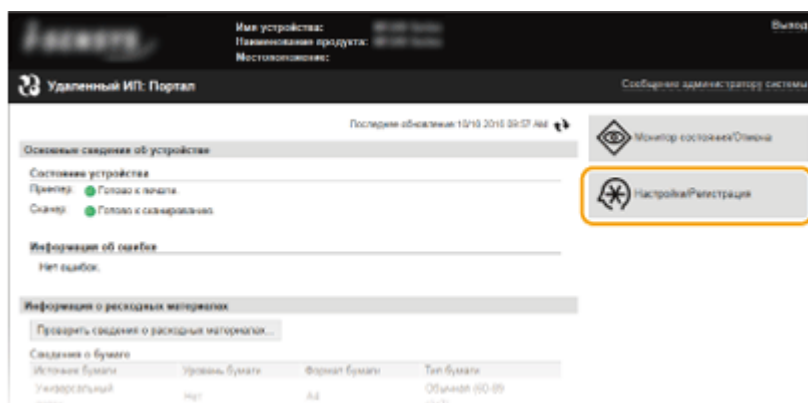 i-SENSYS
Имя устройства:
Наименование продукта:
Местоположение:
Выход
Удаленный ИП: Портал
Сообщение администратору системы
Последнее обновление: 10/10 2016 09:57 AM
Основные сведения об устройстве
Состояние устройства
Принтер: Готово к печати.
Сканер: Готово к сканированию.
Информация об ошибке
Нет ошибок.
Информация о расходных материалах
Проверить сведения о расходных материалах...
Сведения о бумаге
Источник бумаги Уровень бумаги Формат бумаги Тип бумаги
Универсальный Нет A4 Обычная (60-89
Монитор состояния/Отмена
Настройки/Регистрация